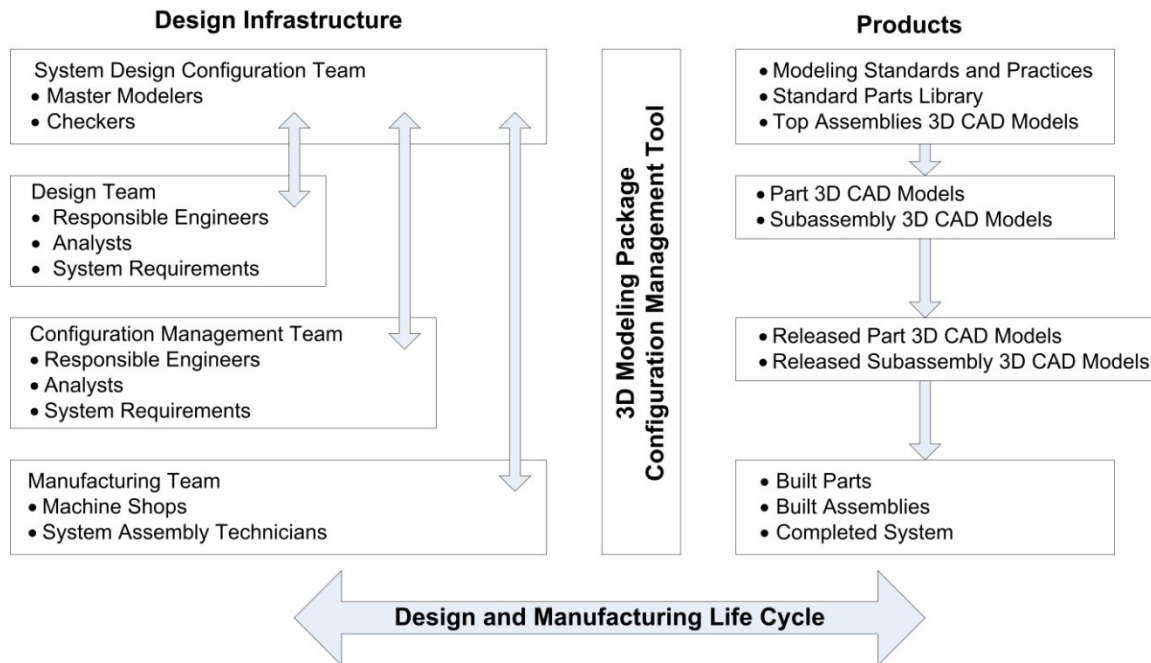 Design Infrastructure
System Design Configuration Team
• Master Modelers
• Checkers
Design Team
• Responsible Engineers
• Analysts
• System Requirements
Configuration Management Team
• Responsible Engineers
• Analysts
• System Requirements
Manufacturing Team
• Machine Shops
• System Assembly Technicians
3D Modeling Package
Configuration Management Tool
Products
• Modeling Standards and Practices
• Standard Parts Library
• Top Assemblies 3D CAD Models
• Part 3D CAD Models
• Subassembly 3D CAD Models
• Released Part 3D CAD Models
• Released Subassembly 3D CAD Models
• Built Parts
• Built Assemblies
• Completed System
Design and Manufacturing Life Cycle